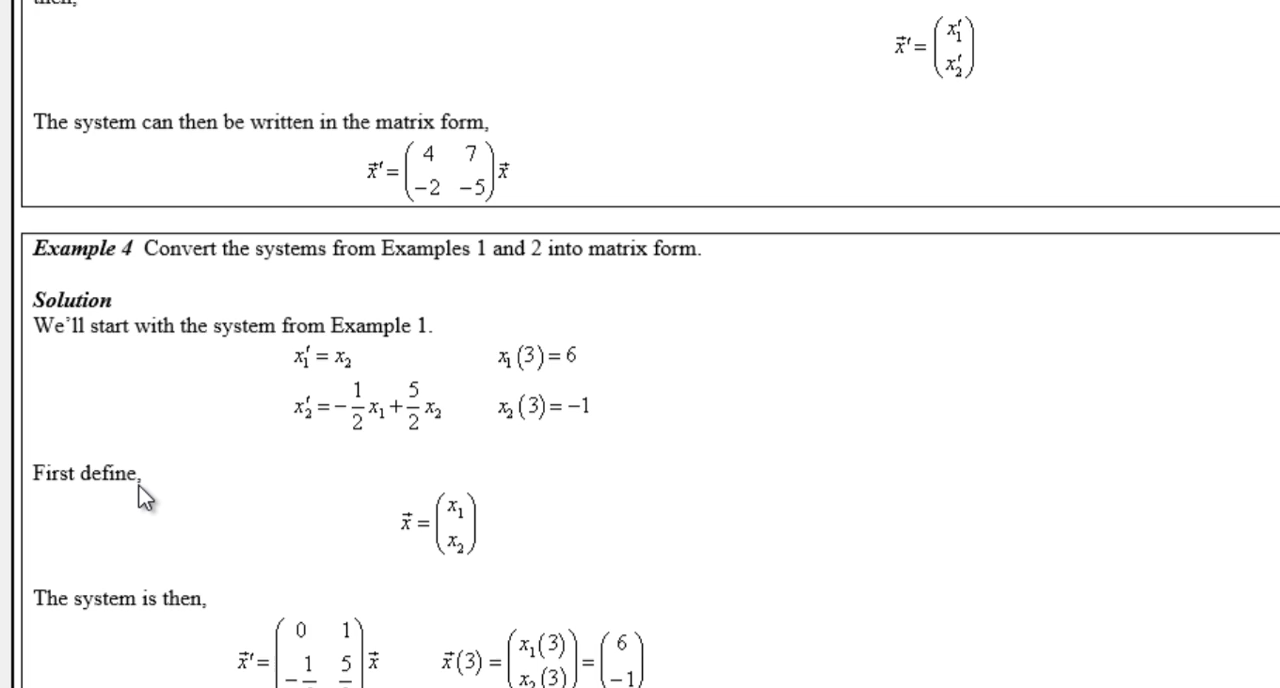 then,
x⃗′ = (x₁′
x₂′)
The system can then be written in the matrix form,
x⃗′ = ( 4 7
−2 −5 ) x⃗
Example 4 Convert the systems from Examples 1 and 2 into matrix form.
Solution
We'll start with the system from Example 1.
x₁′ = x₂ x₁(3) = 6
x₂′ = −1/2 x₁ + 5/2 x₂ x₂(3) = −1
First define,
x⃗ = (x₁
x₂)
The system is then,
x⃗′ = ( 0 1
−1 5 ) x⃗ x⃗(3) = (x₁(3)
x₂(3)) = ( 6
−1 )